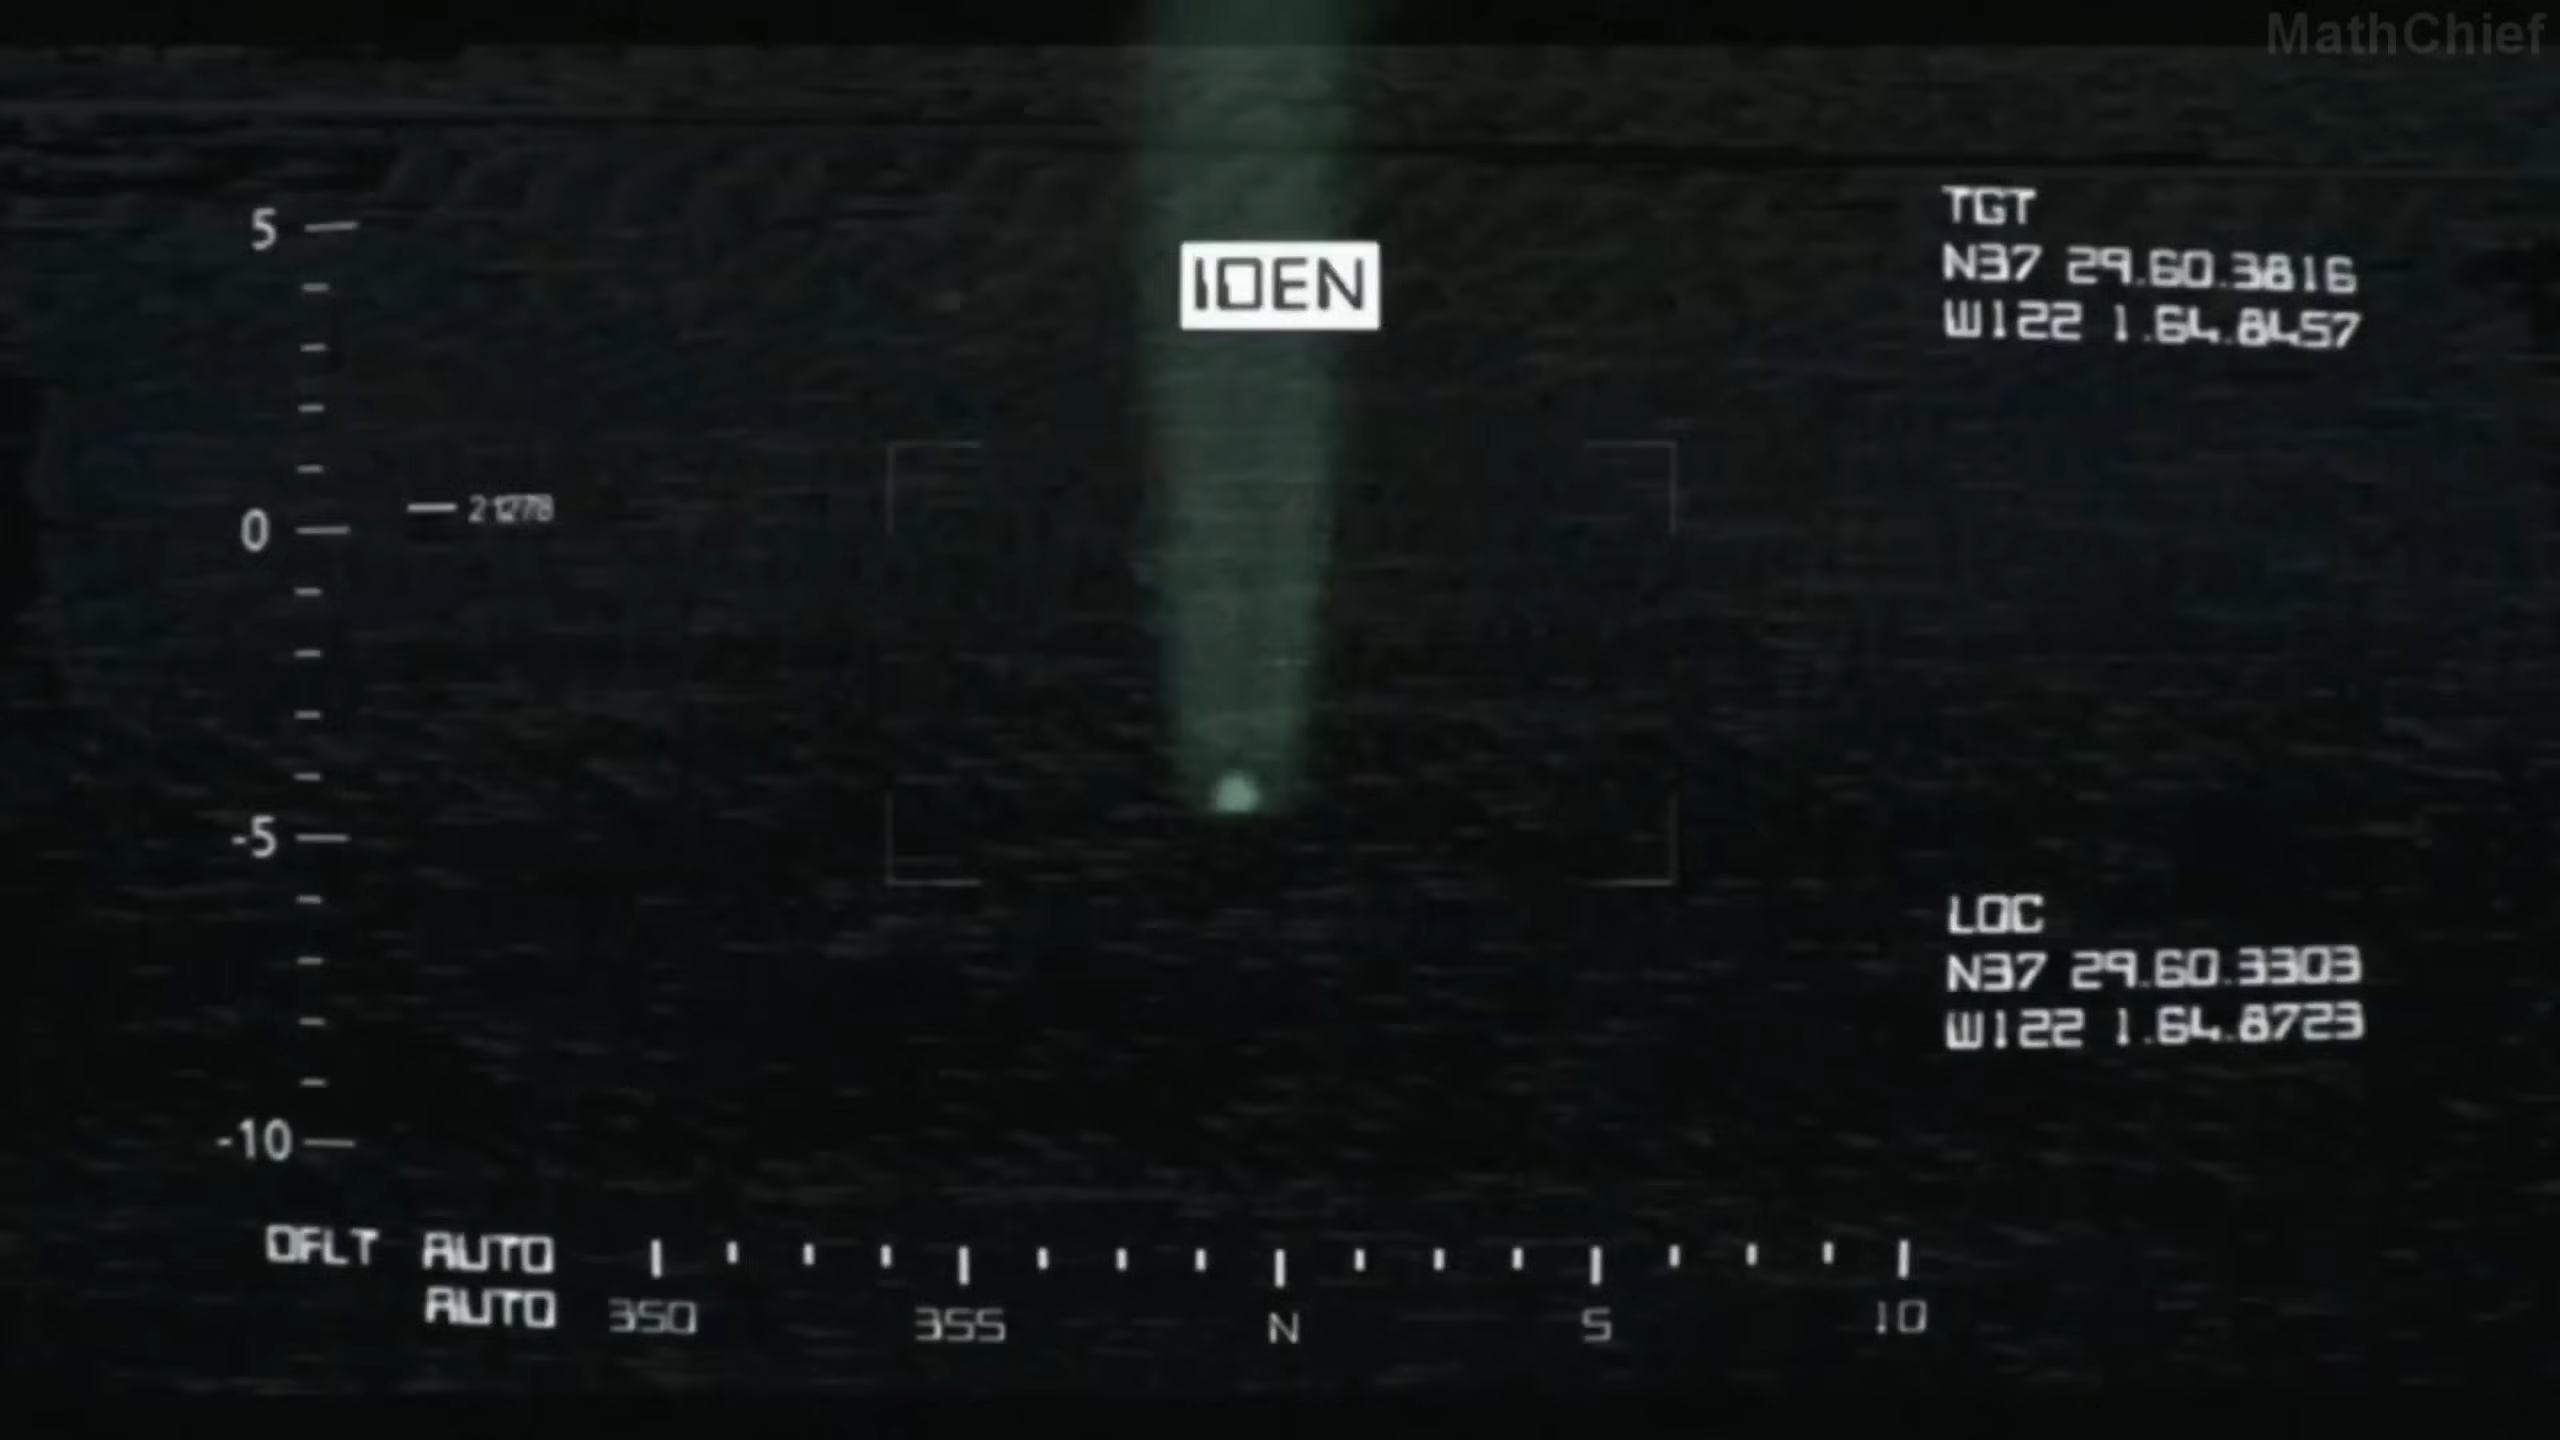 MathChief
IDEN
TGT
N37 29.60.3816
W122 1.64.8457
5
0
21278
-5
-10
LOC
N37 29.60.3303
W122 1.64.8723
DFLT AUTO
AUTO
350 355 N 5 10